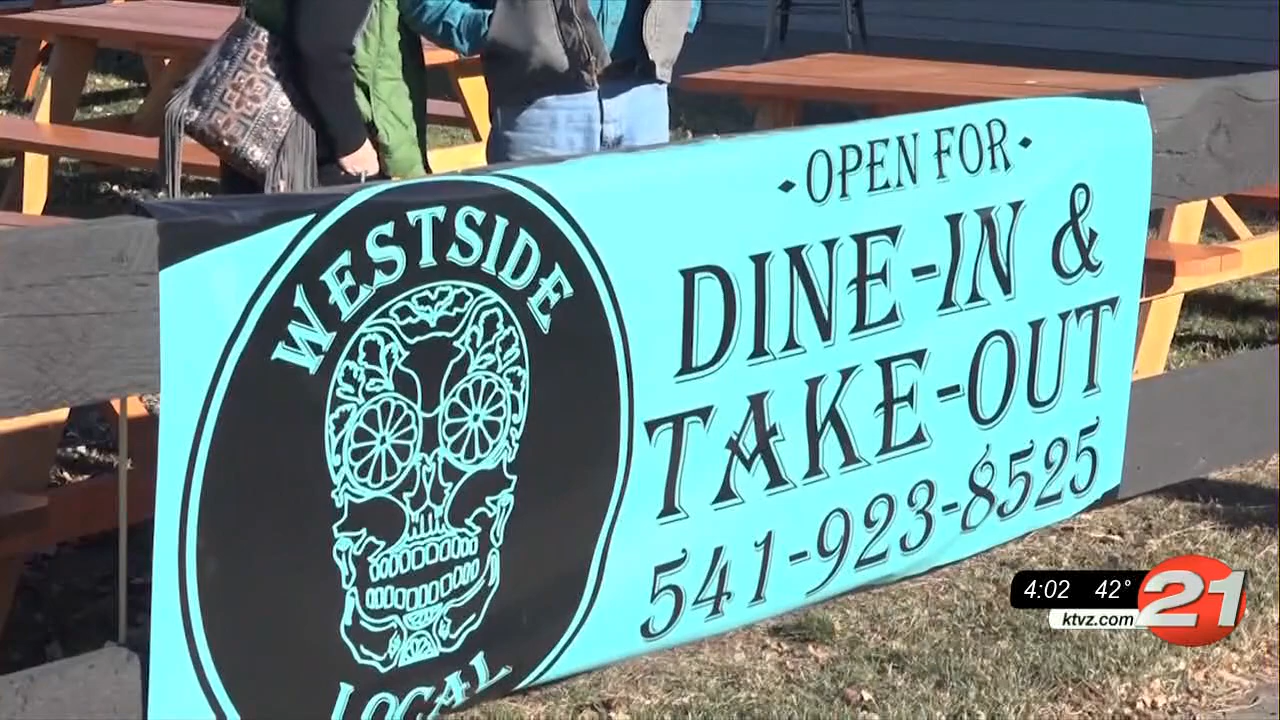 WESTSIDE
LOCAL
·OPEN FOR·
DINE-IN &
TAKE-OUT
541-923-8525
4:02 42°
ktvz.com
21